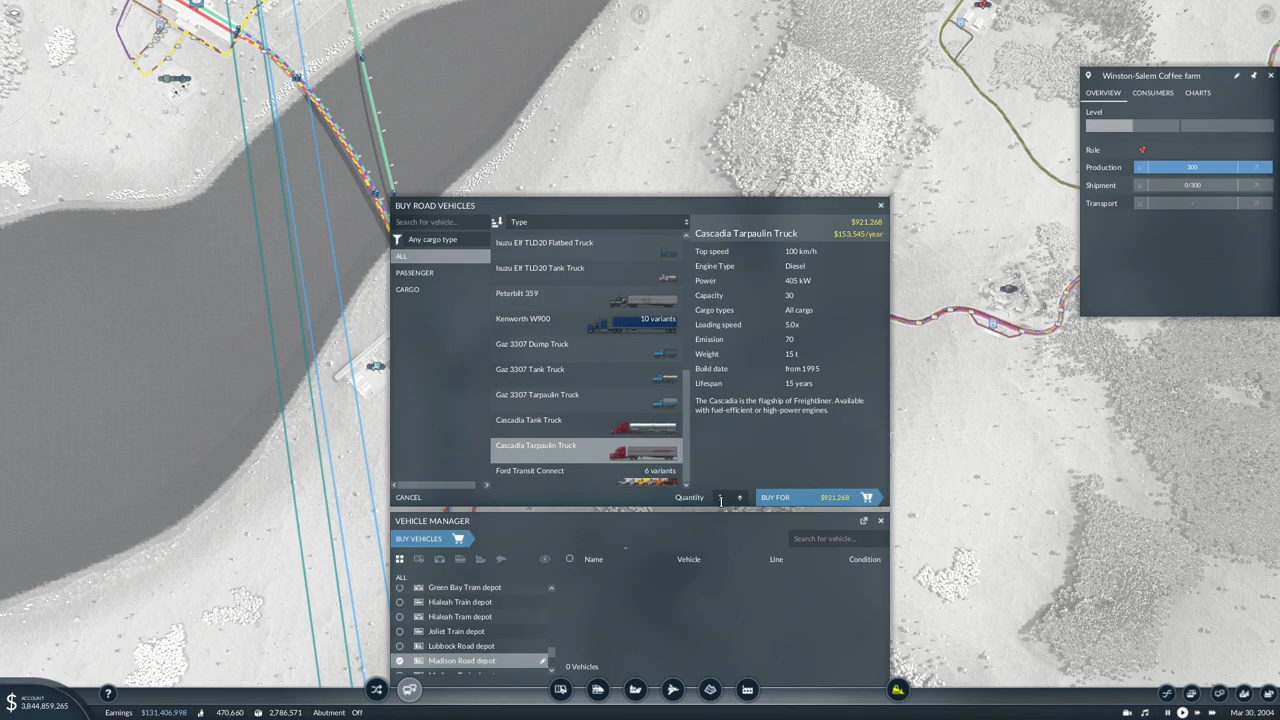 Winston-Salem Coffee farm
OVERVIEW CONSUMERS CHARTS
Level
Rule
Production 300
Shipment 0/300
Transport -
BUY ROAD VEHICLES
Search for vehicle... Type
Any cargo type
ALL
PASSENGER
CARGO
Isuzu Elf TLD20 Flatbed Truck
Isuzu Elf TLD20 Tank Truck
Peterbilt 359
Kenworth W900 10 variants
Gaz 3307 Dump Truck
Gaz 3307 Tank Truck
Gaz 3307 Tarpaulin Truck
Cascadia Tank Truck
Cascadia Tarpaulin Truck
Ford Transit Connect 6 variants
$921,268
Cascadia Tarpaulin Truck $153,545/year
Top speed 100 km/h
Engine Type Diesel
Power 405 kW
Capacity 30
Cargo types All cargo
Loading speed 5.0x
Emission 70
Weight 15 t
Build date from 1995
Lifespan 15 years
The Cascadia is the flagship of Freightliner. Available
with fuel-efficient or high-power engines.
CANCEL Quantity BUY FOR $921,268
VEHICLE MANAGER
BUY VEHICLES Search for vehicle...
Name Vehicle Line Condition
ALL
Green Bay Tram depot
Hialeah Train depot
Hialeah Tram depot
Joliet Train depot
Lubbock Road depot
Madison Road depot
0 Vehicles
$ ACCOUNT
3,844,859,265
?
Earnings $131,406,998 470,660 2,786,571 Abutment Off Mar 30, 2004